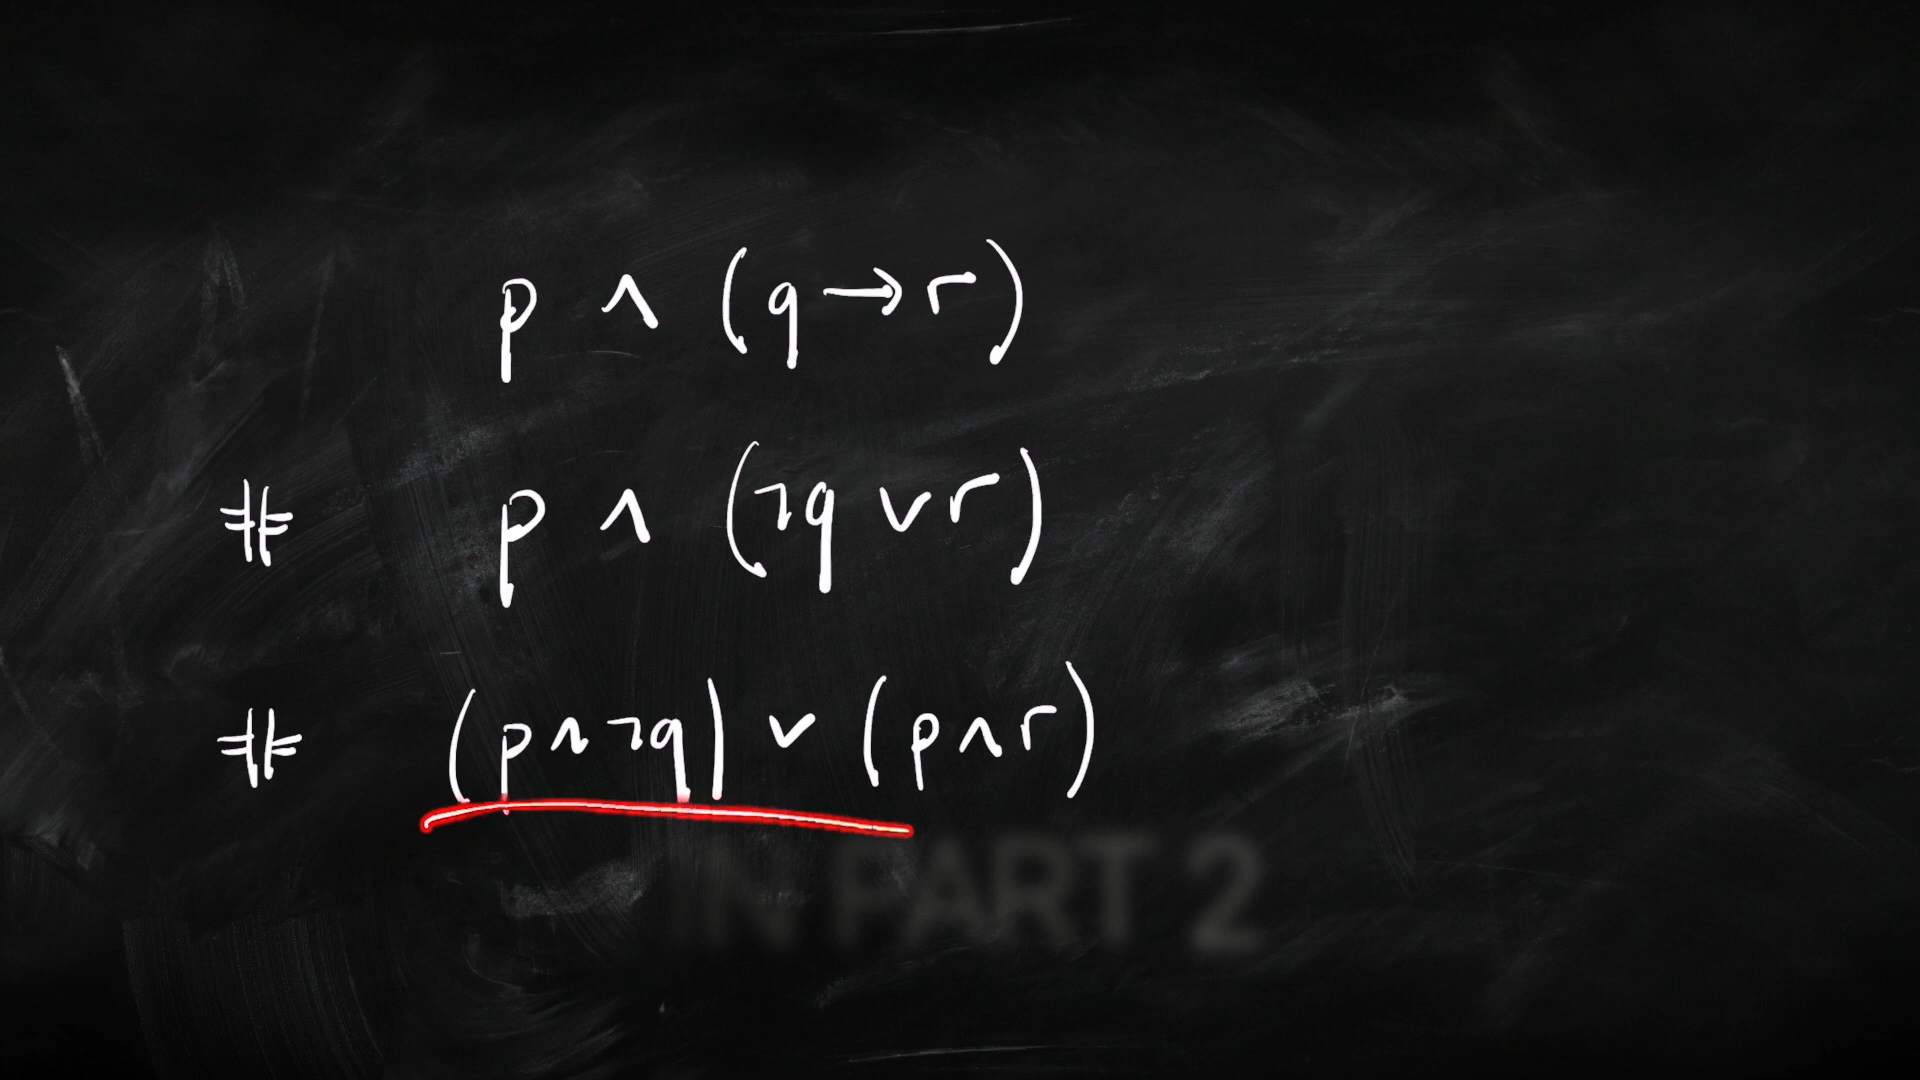 p ∧ (q → r)
⫤⊨ p ∧ (¬q ∨ r)
⫤⊨ (p ∧ ¬q) ∨ (p ∧ r)
IN PART 2